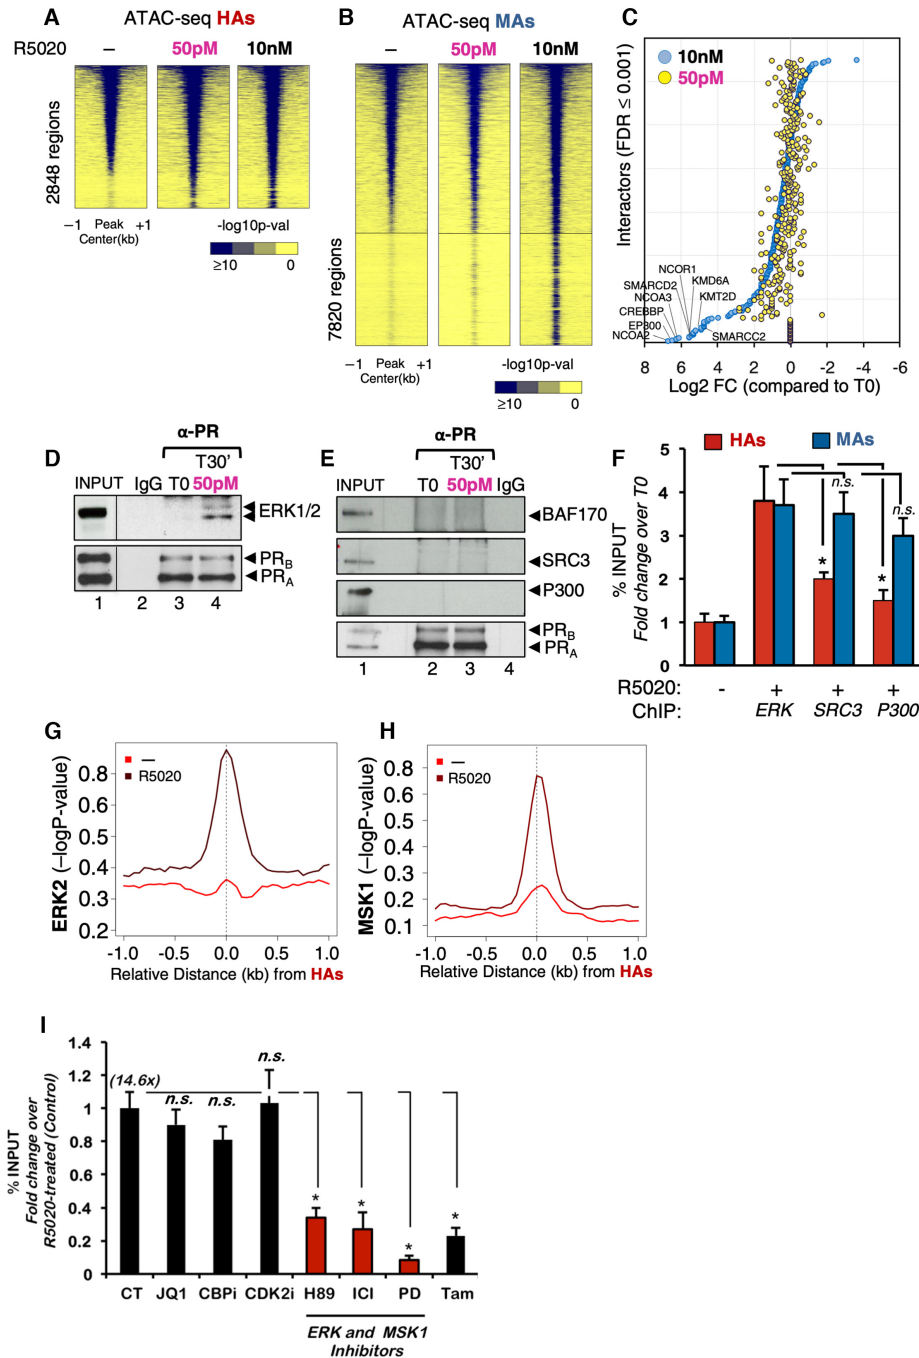 A
ATAC-seq HAs
R5020 – 50pM 10nM
2848 regions
−1 Peak +1
Center(kb)
-log10p-val
≥10 0
B
ATAC-seq MAs
– 50pM 10nM
7820 regions
−1 Peak +1
Center(kb)
-log10p-val
≥10 0
C
10nM
50pM
Interactors (FDR ≤ 0.001)
NCOR1
KMD6A
SMARCD2
NCOA3
KMT2D
CREBBP
EP300
NCOA2
SMARCC2
8 6 4 2 0 -2 -4 -6
Log2 FC (compared to T0)
D
α-PR
T30'
INPUT IgG T0 50pM
ERK1/2
PRB
PRA
1 2 3 4
E
α-PR
T30'
INPUT T0 50pM IgG
BAF170
SRC3
P300
PRB
PRA
1 2 3 4
F
HAs MAs
% INPUT
Fold change over T0
5
4
3
2
1
0
n.s.
n.s.
*
*
R5020: - + + +
ChIP: ERK SRC3 P300
G
ERK2 (–logP-value)
–
R5020
0.8
0.6
0.5
0.4
0.3
0.2
-1.0 -0.5 0.0 0.5 1.0
Relative Distance (kb) from HAs
H
MSK1 (–logP-value)
–
R5020
0.8
0.6
0.5
0.4
0.3
0.2
0.1
-1.0 -0.5 0.0 0.5 1.0
Relative Distance (kb) from HAs
I
% INPUT
Fold change over
R5020-treated (Control)
1.4
1.2
1
0.8
0.6
0.4
0.2
0
(14.6x)
n.s.
n.s.
n.s.
*
*
*
*
CT JQ1 CBPi CDK2i H89 ICI PD Tam
ERK and MSK1
Inhibitors